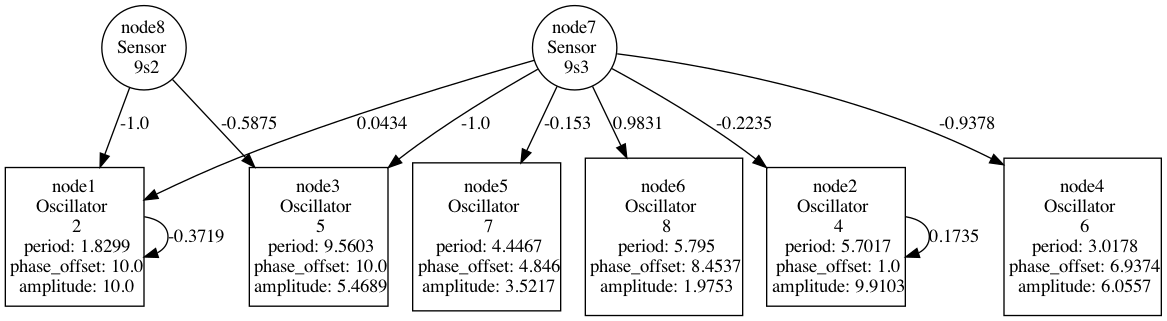 node8
Sensor
9s2
node7
Sensor
9s3
-1.0
-0.5875
0.0434
-1.0
-0.153
0.9831
-0.2235
-0.9378
node1
Oscillator
2
period: 1.8299
phase_offset: 10.0
amplitude: 10.0
-0.3719
node3
Oscillator
5
period: 9.5603
phase_offset: 10.0
amplitude: 5.4689
node5
Oscillator
7
period: 4.4467
phase_offset: 4.846
amplitude: 3.5217
node6
Oscillator
8
period: 5.795
phase_offset: 8.4537
amplitude: 1.9753
node2
Oscillator
4
period: 5.7017
phase_offset: 1.0
amplitude: 9.9103
0.1735
node4
Oscillator
6
period: 3.0178
phase_offset: 6.9374
amplitude: 6.0557